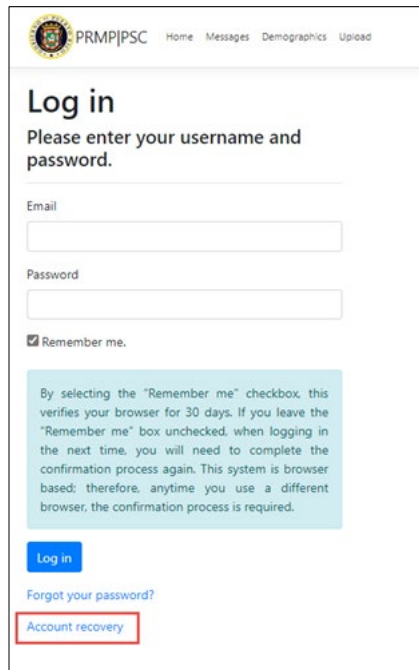 PRMP|PSC Home Messages Demographics Upload
Log in
Please enter your username and
password.
Email
Password
Remember me.
By selecting the "Remember me" checkbox, this
verifies your browser for 30 days. If you leave the
"Remember me" box unchecked, when logging in
the next time, you will need to complete the
confirmation process again. This system is browser
based; therefore, anytime you use a different
browser, the confirmation process is required.
Log in
Forgot your password?
Account recovery